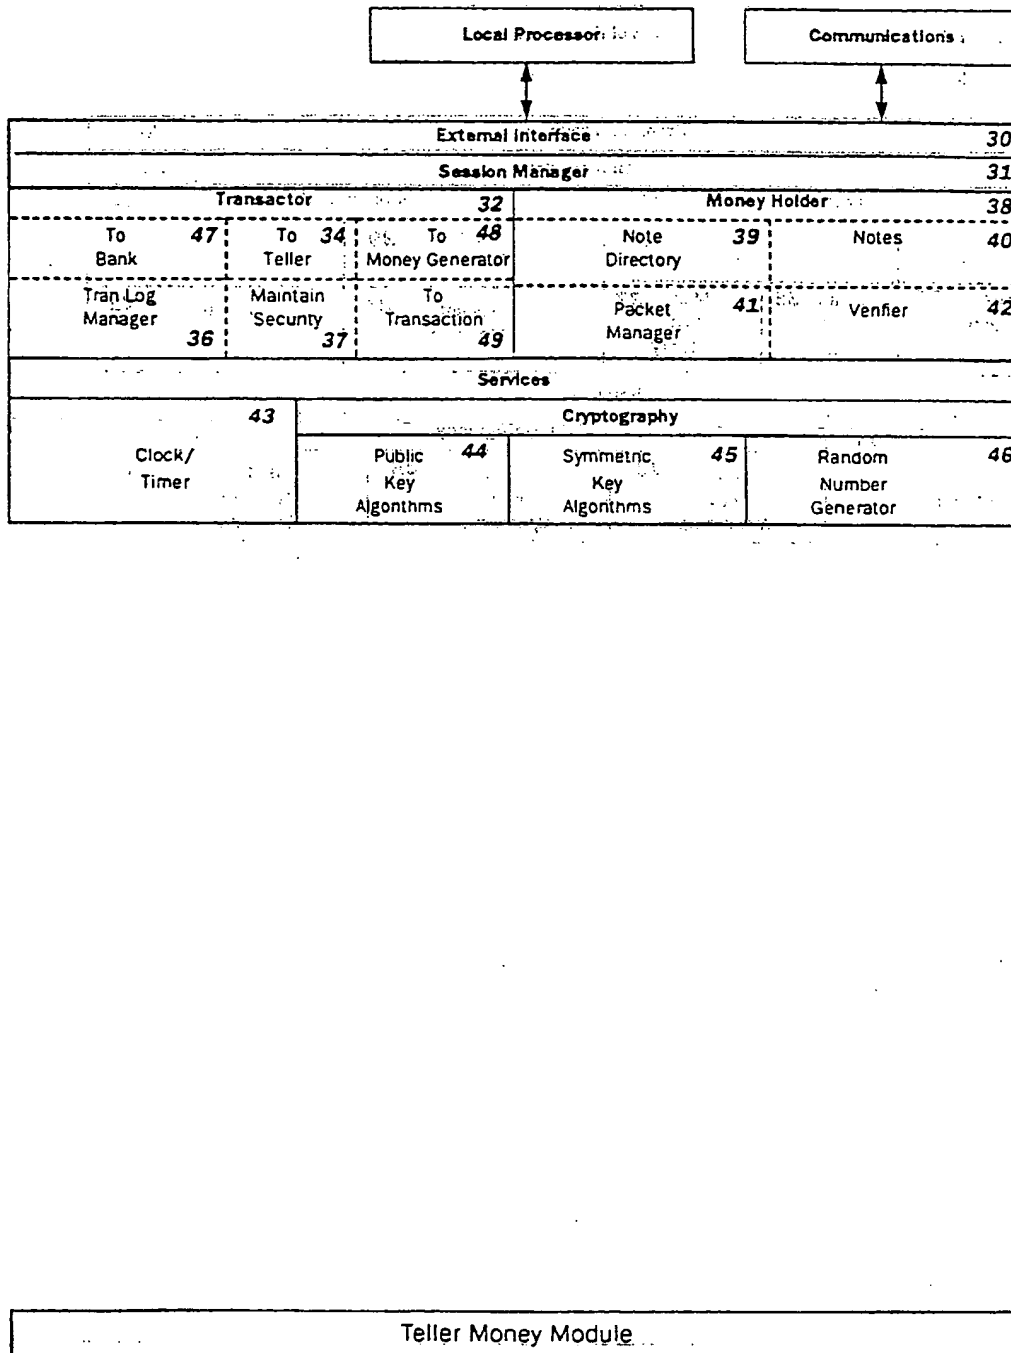 Local Processor
Communications
External Interface 30
Session Manager 31
Transactor 32
Money Holder 38
To Bank 47
To Teller 34
To Money Generator 48
Note Directory 39
Notes 40
Tran Log Manager 36
Maintain Security 37
To Transaction 49
Packet Manager 41
Verifier 42
Services
43
Clock/
Timer
Cryptography
Public 44
Key
Algorithms
Symmetric 45
Key
Algorithms
Random 46
Number
Generator
Teller Money Module